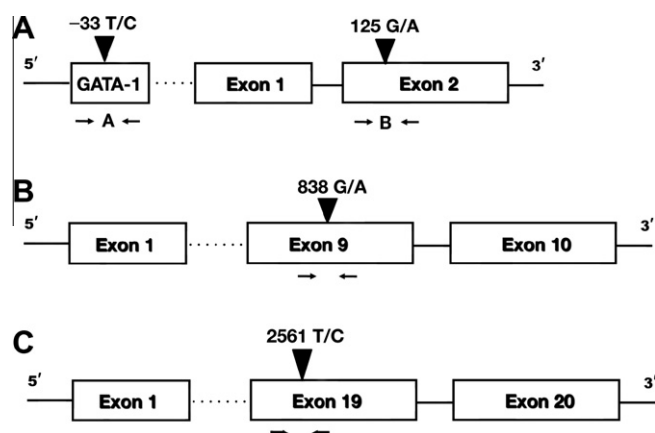 A
−33 T/C
125 G/A
5′
GATA-1
Exon 1
Exon 2
3′
A
B
B
838 G/A
5′
Exon 1
Exon 9
Exon 10
3′
C
2561 T/C
5′
Exon 1
Exon 19
Exon 20
3′